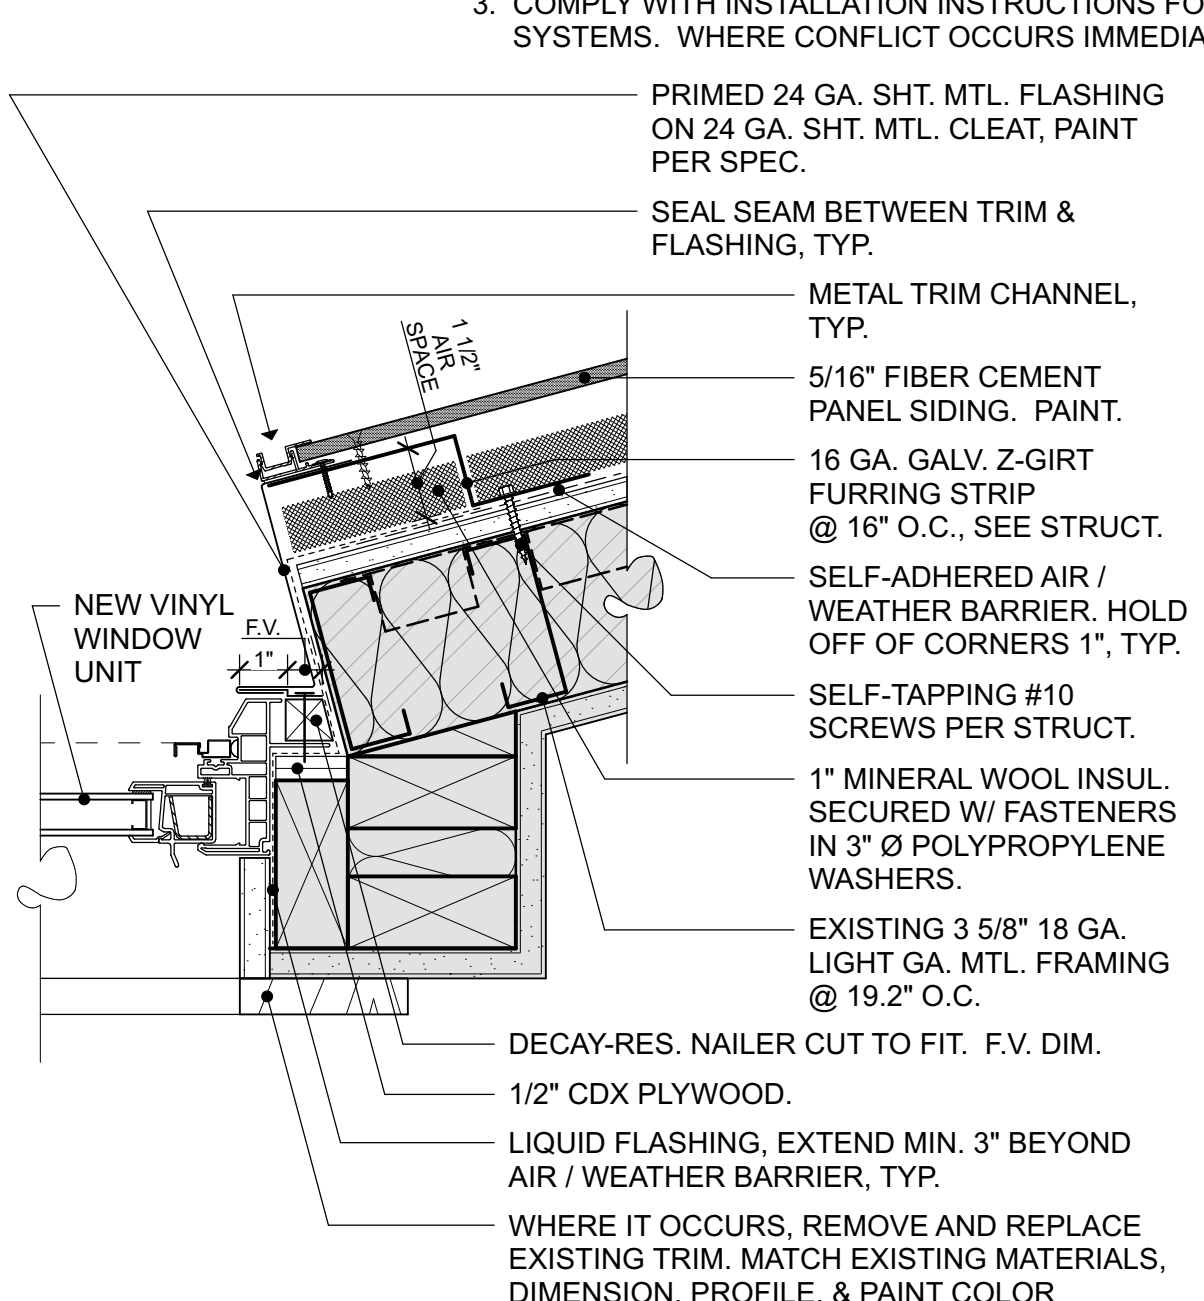 3. COMPLY WITH INSTALLATION INSTRUCTIONS FO
SYSTEMS. WHERE CONFLICT OCCURS IMMEDIA
PRIMED 24 GA. SHT. MTL. FLASHING
ON 24 GA. SHT. MTL. CLEAT, PAINT
PER SPEC.
SEAL SEAM BETWEEN TRIM &
FLASHING, TYP.
METAL TRIM CHANNEL,
TYP.
1 1/2"
AIR
SPACE
5/16" FIBER CEMENT
PANEL SIDING. PAINT.
16 GA. GALV. Z-GIRT
FURRING STRIP
@ 16" O.C., SEE STRUCT.
SELF-ADHERED AIR /
WEATHER BARRIER. HOLD
OFF OF CORNERS 1", TYP.
NEW VINYL
WINDOW
UNIT
F.V.
1"
SELF-TAPPING #10
SCREWS PER STRUCT.
1" MINERAL WOOL INSUL.
SECURED W/ FASTENERS
IN 3" Ø POLYPROPYLENE
WASHERS.
EXISTING 3 5/8" 18 GA.
LIGHT GA. MTL. FRAMING
@ 19.2" O.C.
DECAY-RES. NAILER CUT TO FIT. F.V. DIM.
1/2" CDX PLYWOOD.
LIQUID FLASHING, EXTEND MIN. 3" BEYOND
AIR / WEATHER BARRIER, TYP.
WHERE IT OCCURS, REMOVE AND REPLACE
EXISTING TRIM. MATCH EXISTING MATERIALS,
DIMENSION, PROFILE, & PAINT COLOR